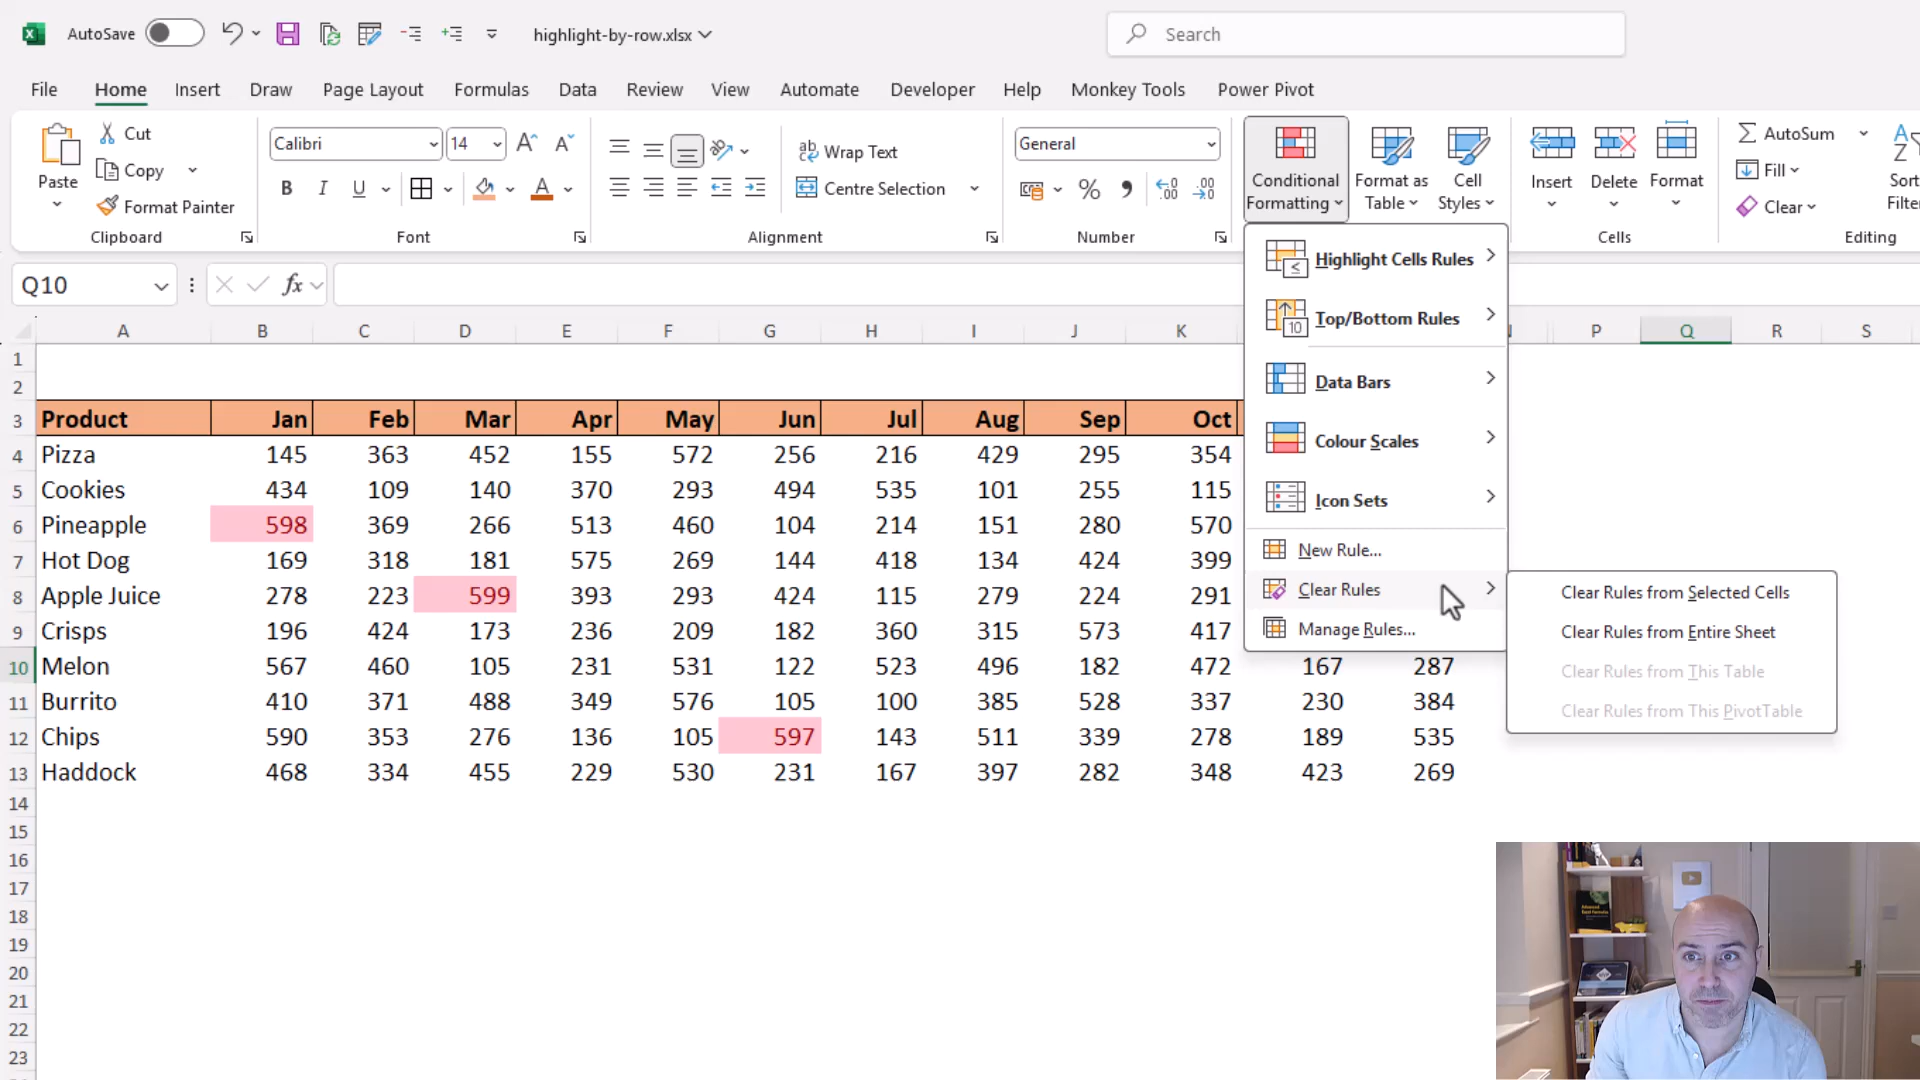 AutoSave
highlight-by-row.xlsx
Search
File Home Insert Draw Page Layout Formulas Data Review View Automate Developer Help Monkey Tools Power Pivot
Paste
Cut
Copy
Format Painter
Clipboard
Calibri 14
B I U
Font
Wrap Text
Centre Selection
Alignment
General
Number
Conditional Formatting
Format as Table
Cell Styles
Insert Delete Format
Cells
AutoSum
Fill
Clear
Sort
Filter
Editing
Q10
fx
A B C D E F G H I J K P Q R S
1
2
3 Product Jan Feb Mar Apr May Jun Jul Aug Sep Oct
4 Pizza 145 363 452 155 572 256 216 429 295 354
5 Cookies 434 109 140 370 293 494 535 101 255 115
6 Pineapple 598 369 266 513 460 104 214 151 280 570
7 Hot Dog 169 318 181 575 269 144 418 134 424 399
8 Apple Juice 278 223 599 393 293 424 115 279 224 291
9 Crisps 196 424 173 236 209 182 360 315 573 417
10 Melon 567 460 105 231 531 122 523 496 182 472 167 287
11 Burrito 410 371 488 349 576 105 100 385 528 337 230 384
12 Chips 590 353 276 136 105 597 143 511 339 278 189 535
13 Haddock 468 334 455 229 530 231 167 397 282 348 423 269
14
15
16
17
18
19
20
21
22
23
Highlight Cells Rules
Top/Bottom Rules
Data Bars
Colour Scales
Icon Sets
New Rule...
Clear Rules
Manage Rules...
Clear Rules from Selected Cells
Clear Rules from Entire Sheet
Clear Rules from This Table
Clear Rules from This PivotTable